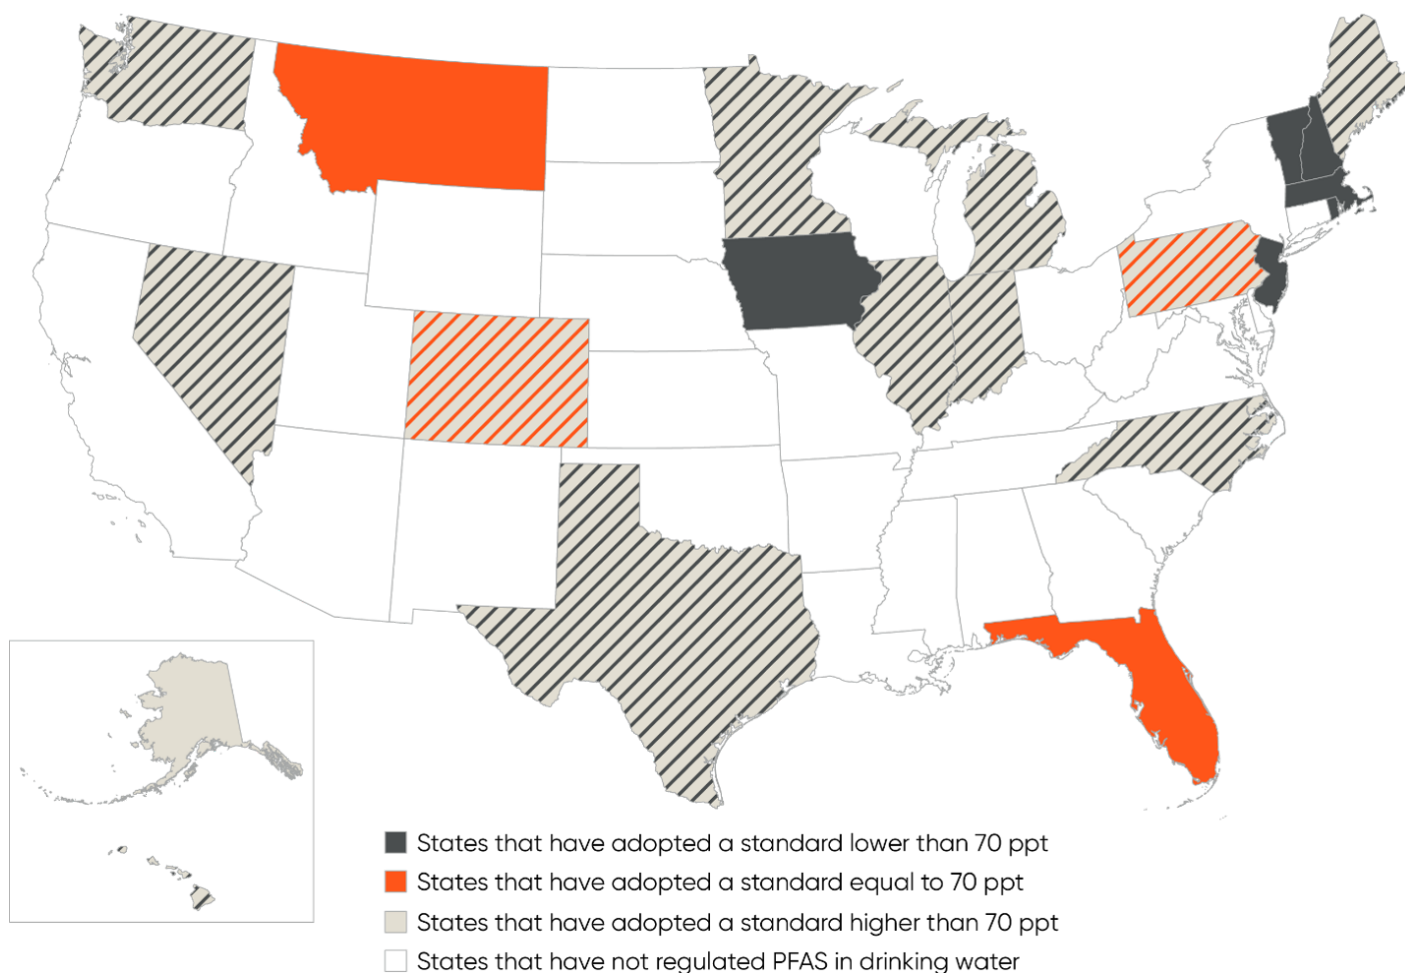 States that have adopted a standard lower than 70 ppt
States that have adopted a standard equal to 70 ppt
States that have adopted a standard higher than 70 ppt
States that have not regulated PFAS in drinking water